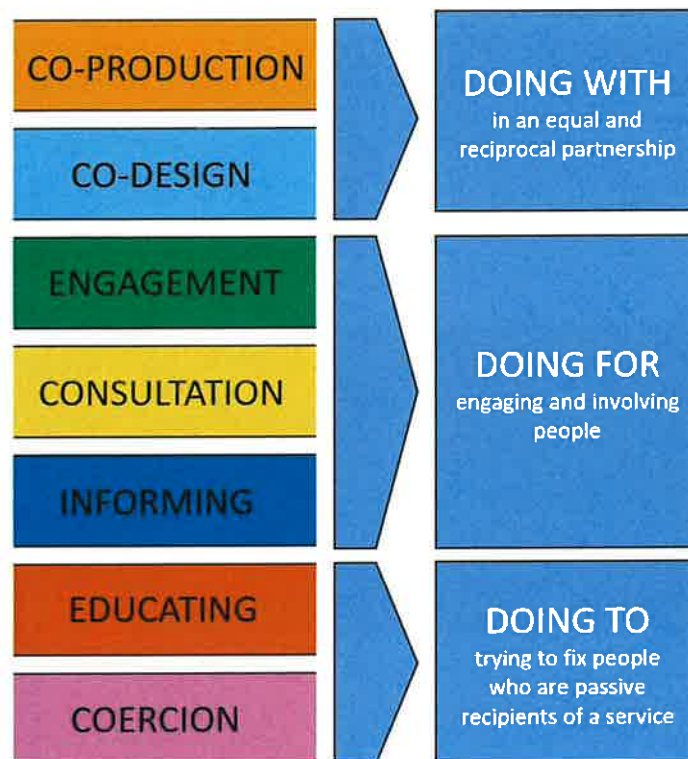 CO-PRODUCTION
CO-DESIGN
DOING WITH
in an equal and
reciprocal partnership
ENGAGEMENT
CONSULTATION
INFORMING
DOING FOR
engaging and involving
people
EDUCATING
COERCION
DOING TO
trying to fix people
who are passive
recipients of a service